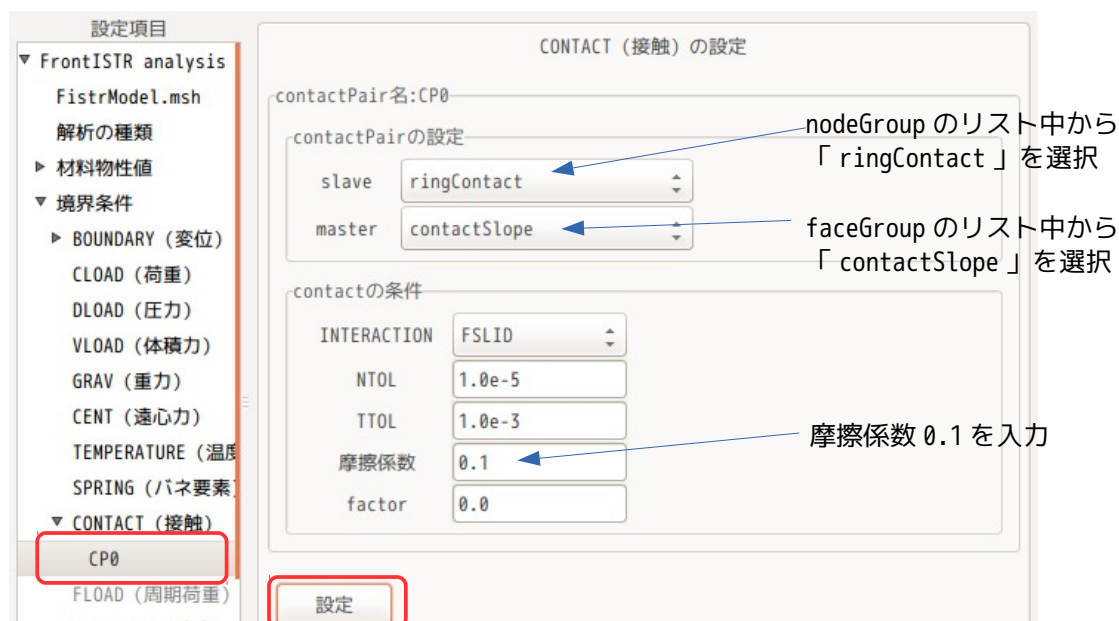 設定項目
FrontISTR analysis
FistrModel.msh
解析の種類
材料物性値
境界条件
BOUNDARY (変位)
CLOAD (荷重)
DLOAD (圧力)
VLOAD (体積力)
GRAV (重力)
CENT (遠心力)
TEMPERATURE (温度
SPRING (バネ要素)
CONTACT (接触)
CP0
FLOAD (周期荷重)
CONTACT (接触) の設定
contactPair名:CP0
contactPairの設定
slave ringContact
master contactSlope
contactの条件
INTERACTION FSLID
NTOL 1.0e-5
TTOL 1.0e-3
摩擦係数 0.1
factor 0.0
設定
nodeGroup のリスト中から
「 ringContact 」を選択
faceGroup のリスト中から
「 contactSlope 」を選択
摩擦係数 0.1 を入力